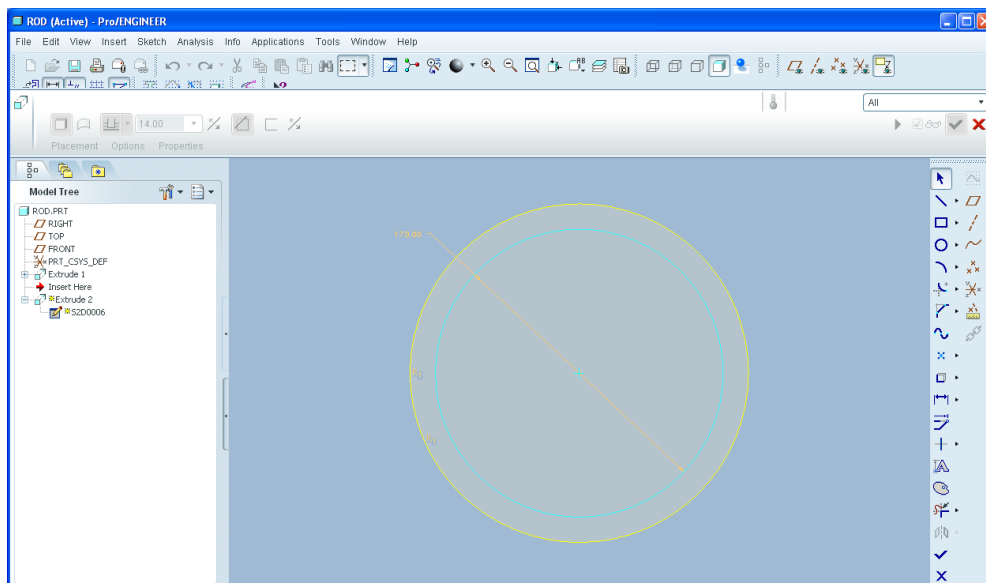 ROD (Active) - Pro/ENGINEER
File Edit View Insert Sketch Analysis Info Applications Tools Window Help
All
14.00
Placement Options Properties
Model Tree
ROD.PRT
RIGHT
TOP
FRONT
PRT_CSYS_DEF
Extrude 1
Insert Here
Extrude 2
S2D0006
170.00